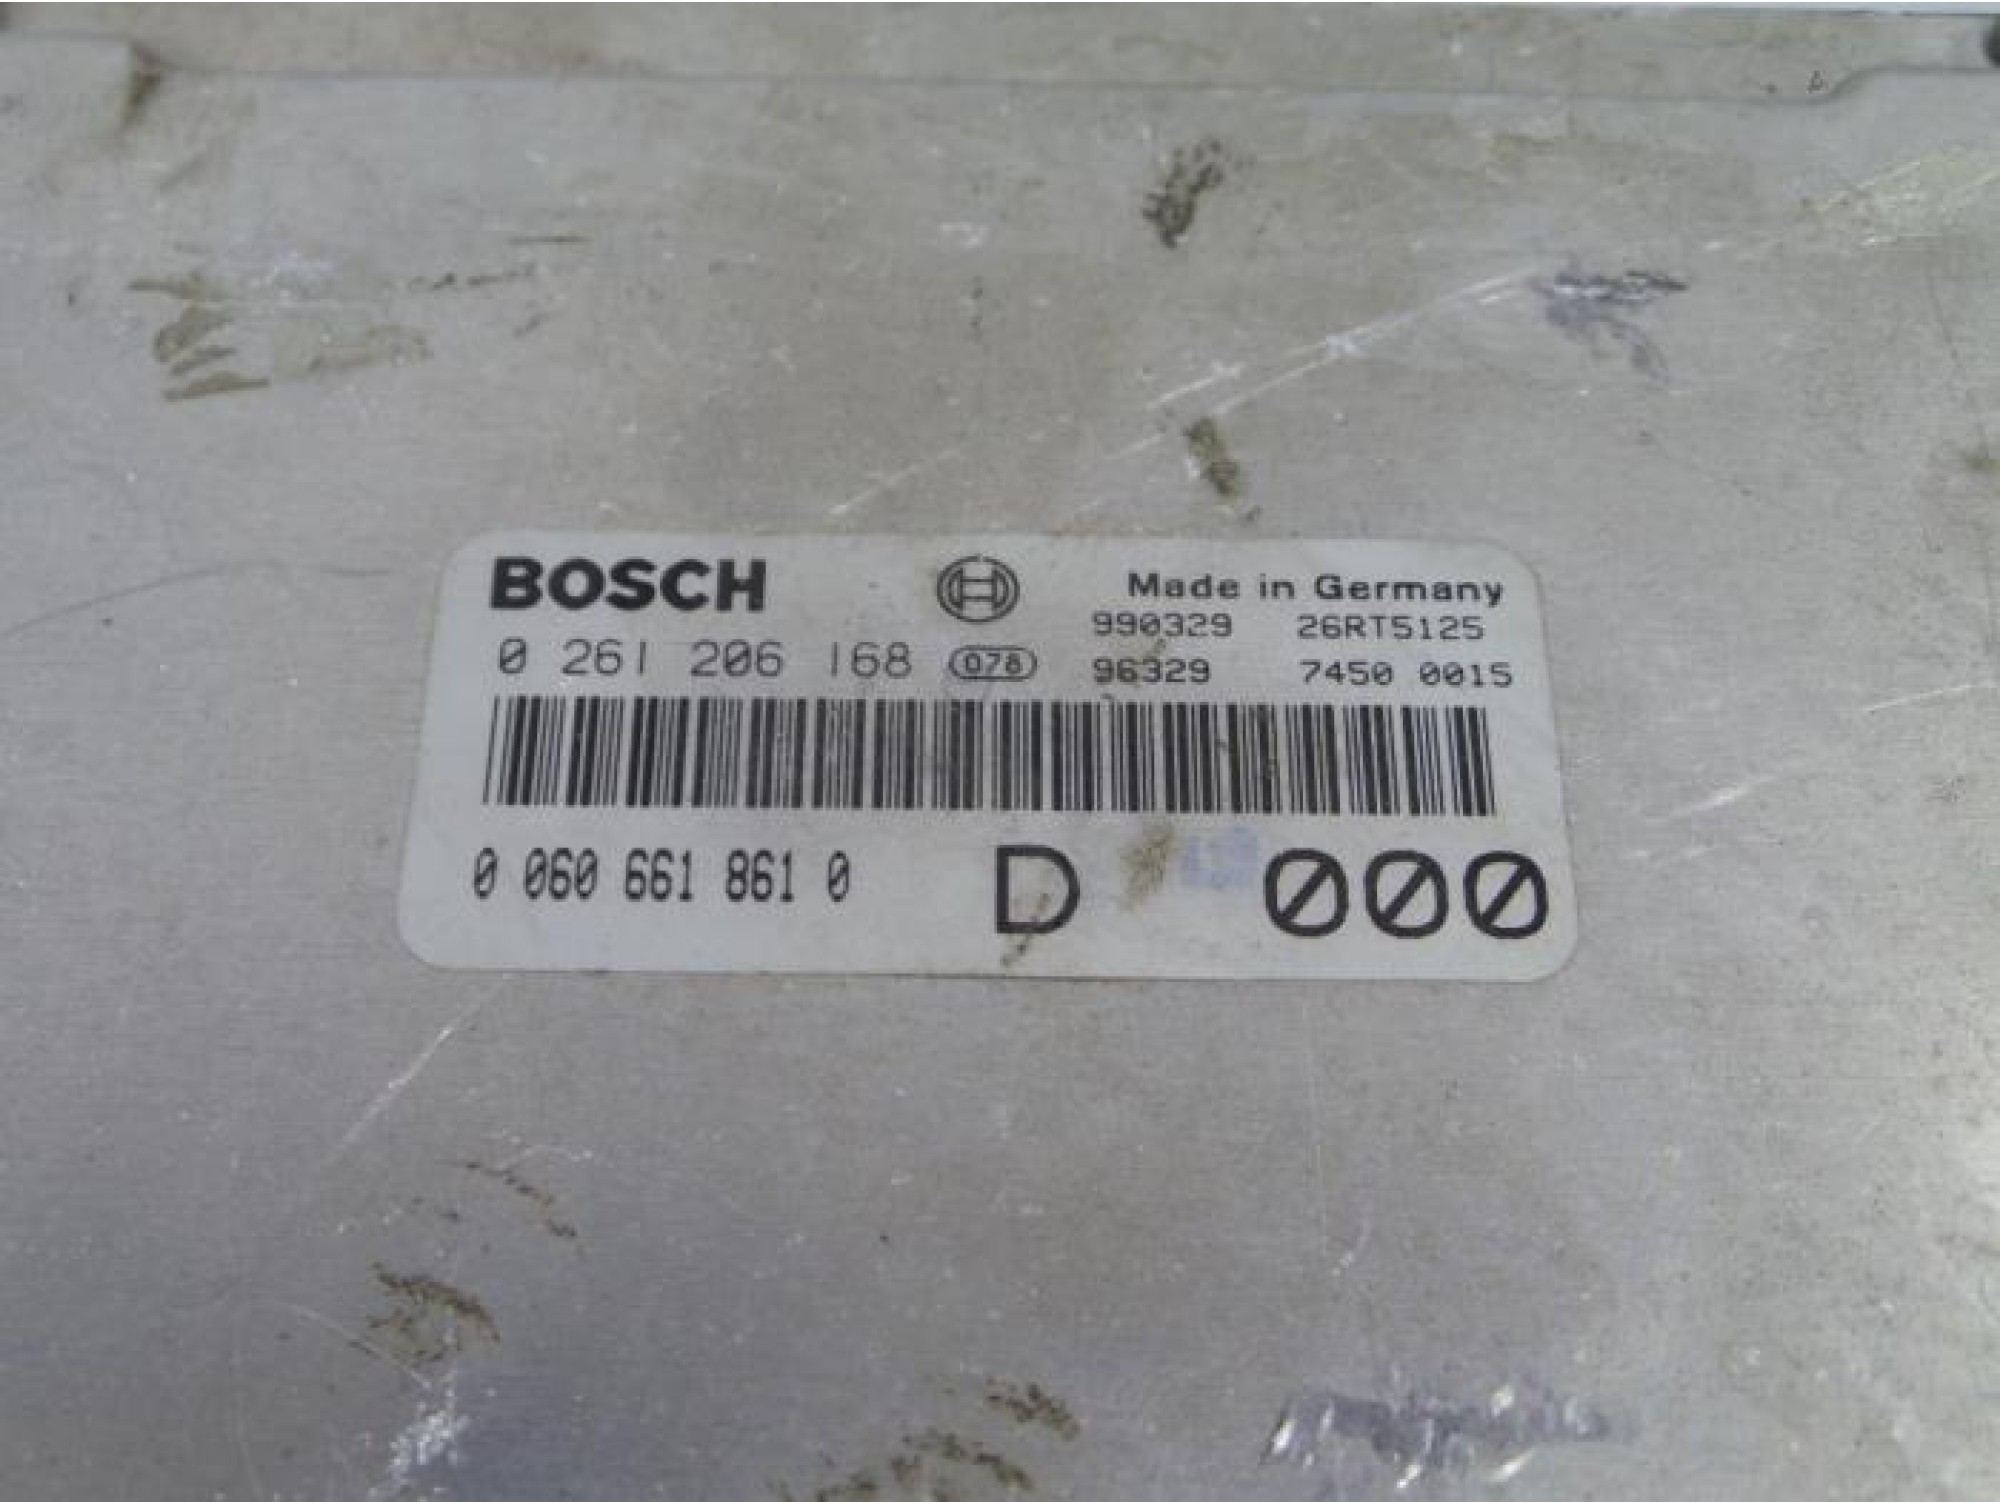 BOSCH Made in Germany
990329 26RT5125
0 261 206 168 078 96329 7450 0015
0 060 661 861 0 D 000